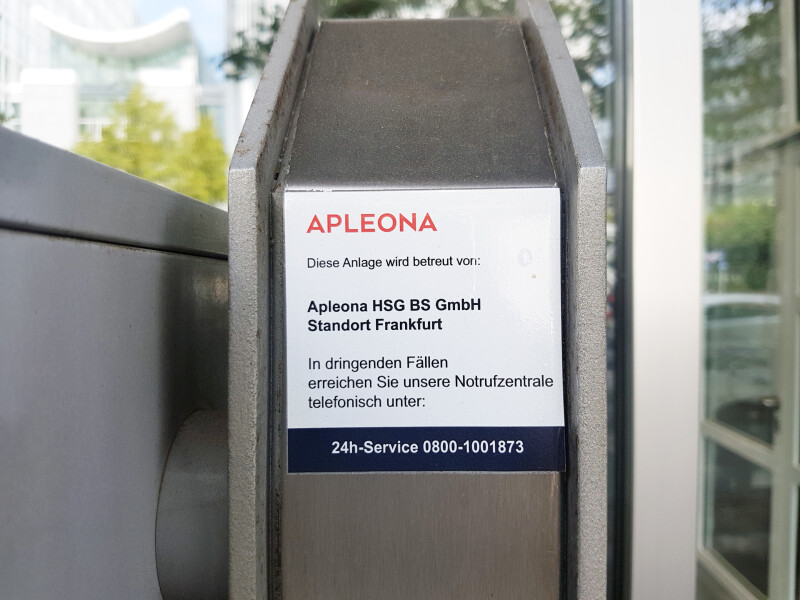 APLEONA
Diese Anlage wird betreut von:
Apleona HSG BS GmbH
Standort Frankfurt
In dringenden Fällen
erreichen Sie unsere Notrufzentrale
telefonisch unter:
24h-Service 0800-1001873